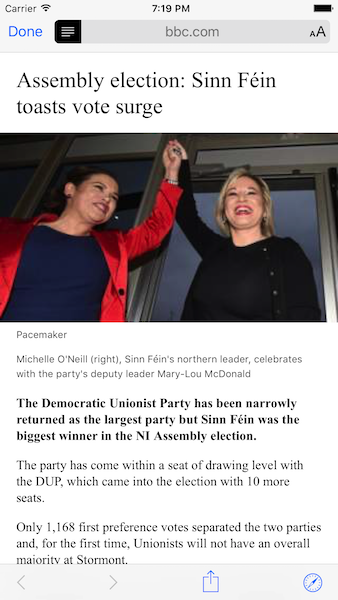 Carrier 7:19 PM
Done bbc.com AA
Assembly election: Sinn Féin
toasts vote surge
Pacemaker
Michelle O'Neill (right), Sinn Féin's northern leader, celebrates
with the party's deputy leader Mary-Lou McDonald
The Democratic Unionist Party has been narrowly
returned as the largest party but Sinn Féin was the
biggest winner in the NI Assembly election.
The party has come within a seat of drawing level with
the DUP, which came into the election with 10 more
seats.
Only 1,168 first preference votes separated the two parties
and, for the first time, Unionists will not have an overall
majority at Stormont.